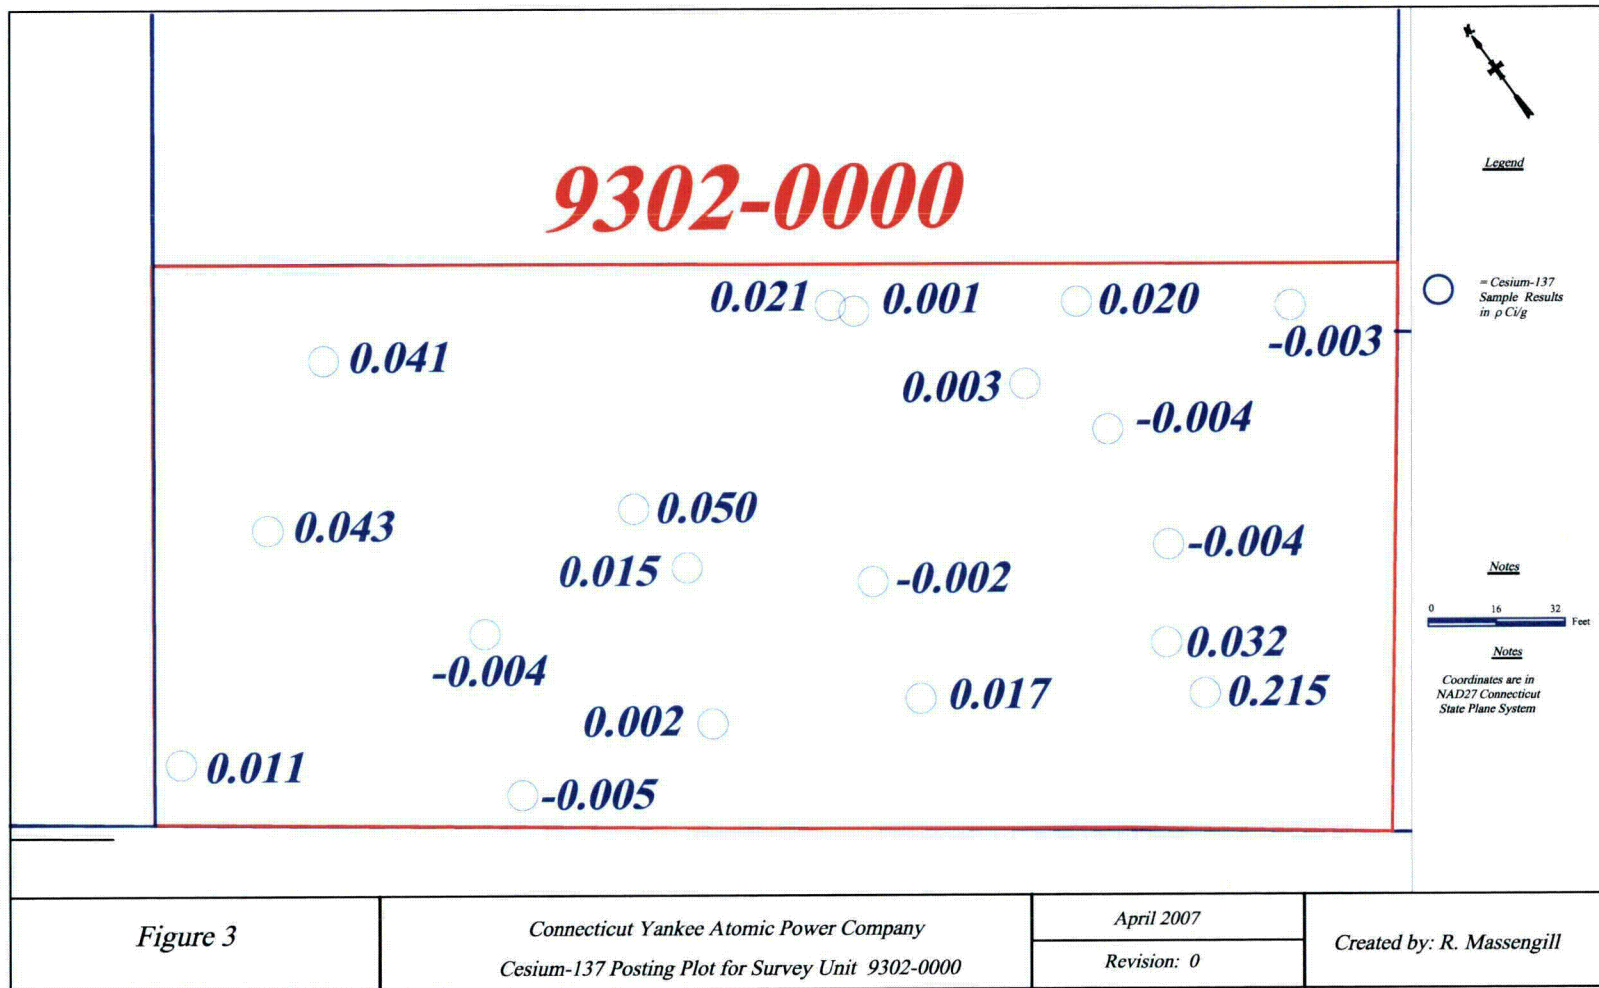 9302-0000
0.021
0.001
0.020
-0.003
0.041
0.003
-0.004
0.050
0.043
-0.004
0.015
-0.002
0.032
-0.004
0.215
0.017
0.002
0.011
-0.005
Legend
= Cesium-137
Sample Results
in ρ Ci/g
Notes
0 16 32
Feet
Notes
Coordinates are in
NAD27 Connecticut
State Plane System
Figure 3
Connecticut Yankee Atomic Power Company
Cesium-137 Posting Plot for Survey Unit 9302-0000
April 2007
Revision: 0
Created by: R. Massengill